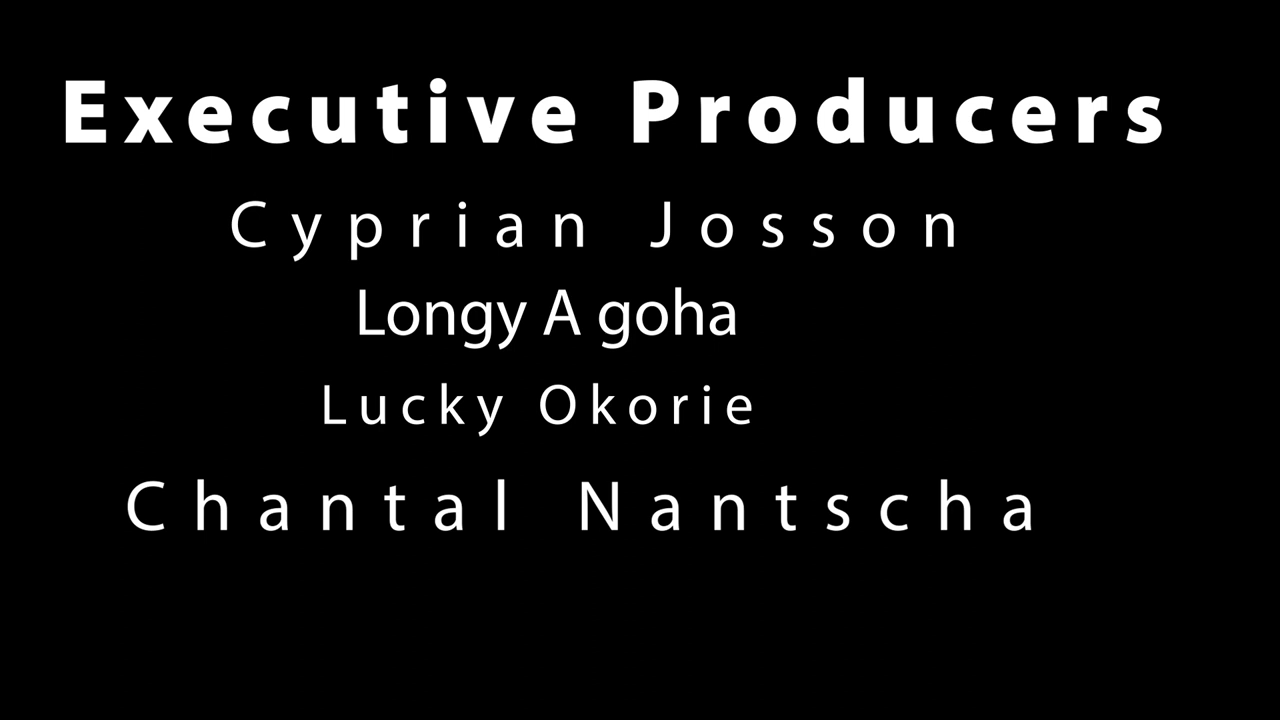 Executive Producers
Cyprian Josson
Longy A goha
Lucky Okorie
Chantal Nantscha